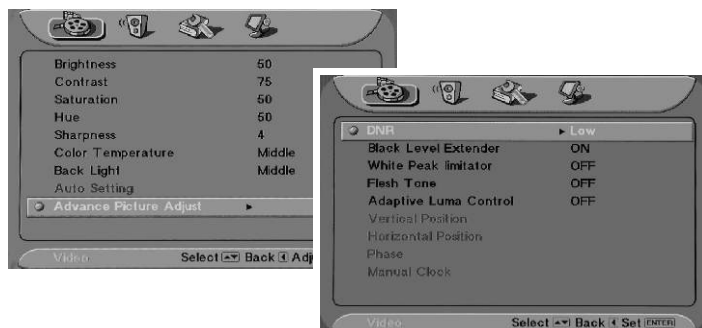 Brightness 50
Contrast 75
Saturation 50
Hue 50
Sharpness 4
Color Temperature Middle
Back Light Middle
Auto Setting
Advance Picture Adjust
Video Select Back Adj
DNR Low
Black Level Extender ON
White Peak limitator OFF
Flesh Tone OFF
Adaptive Luma Control OFF
Vertical Position
Horizontal Position
Phase
Manual Clock
Video Select Back Set ENTER